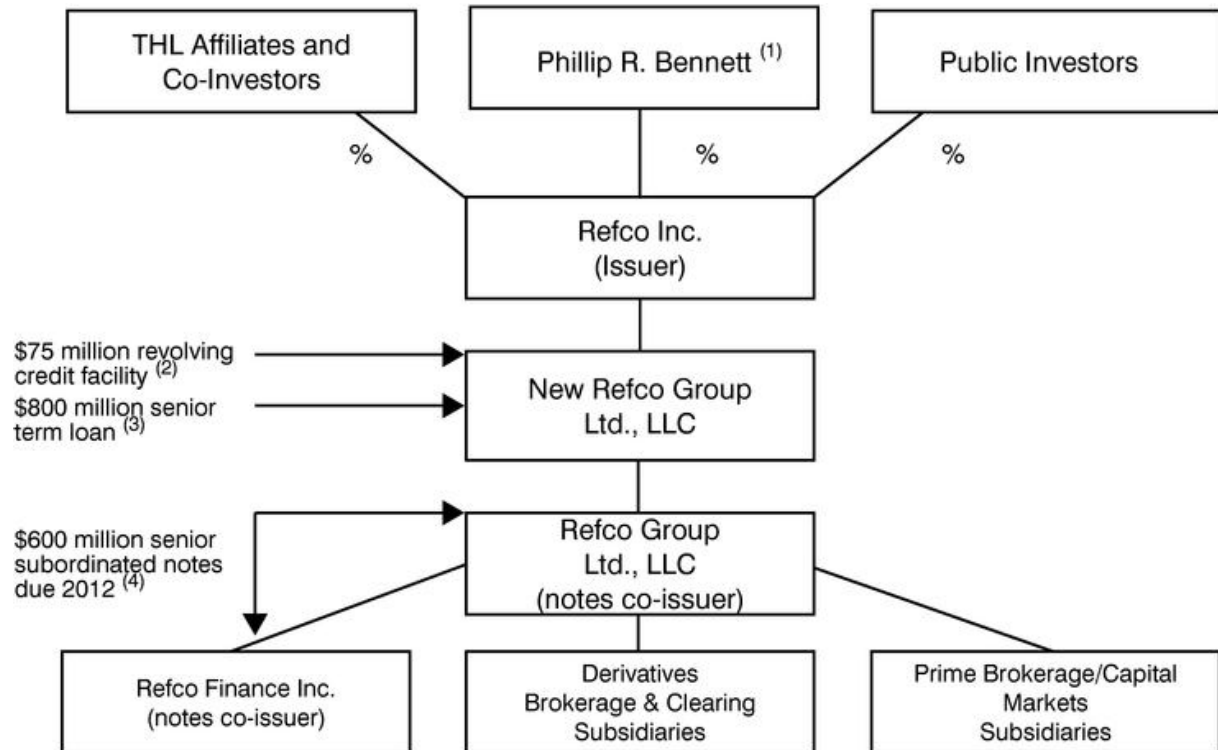 THL Affiliates and
Co-Investors
Phillip R. Bennett (1)
Public Investors
%
%
%
Refco Inc.
(Issuer)
$75 million revolving
credit facility (2)
$800 million senior
term loan (3)
New Refco Group
Ltd., LLC
$600 million senior
subordinated notes
due 2012 (4)
Refco Group
Ltd., LLC
(notes co-issuer)
Refco Finance Inc.
(notes co-issuer)
Derivatives
Brokerage & Clearing
Subsidiaries
Prime Brokerage/Capital
Markets
Subsidiaries